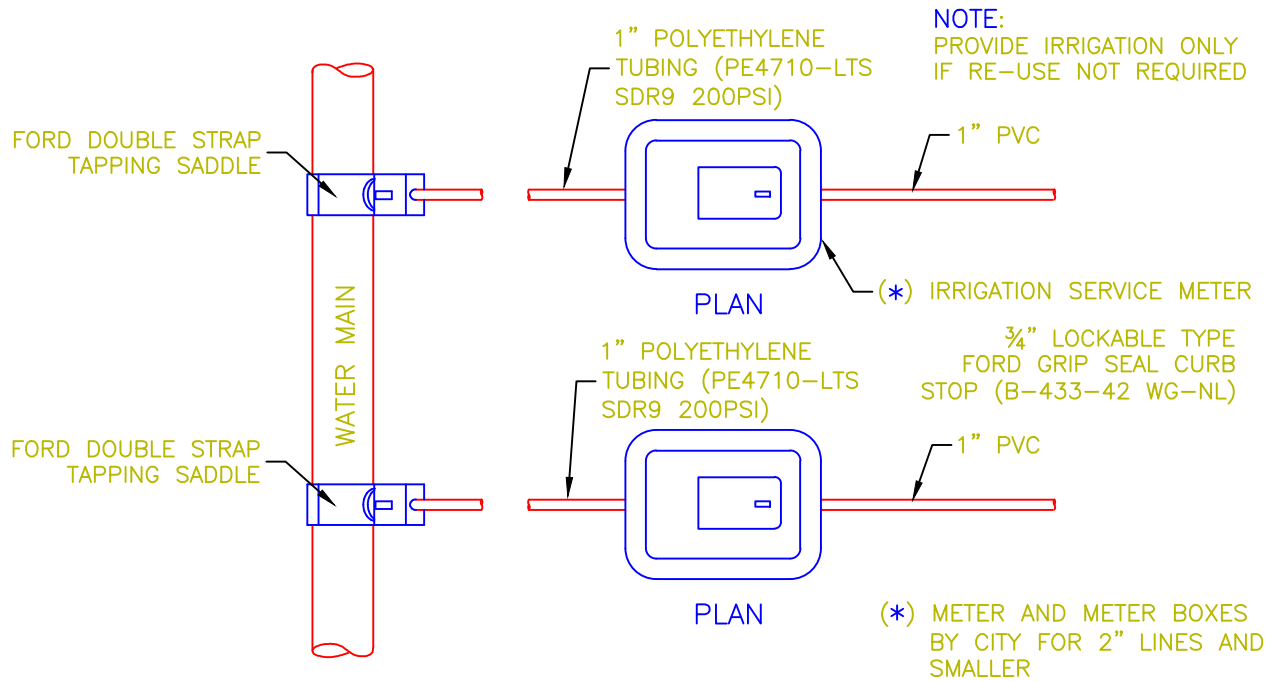 NOTE:
PROVIDE IRRIGATION ONLY
IF RE-USE NOT REQUIRED
1” POLYETHYLENE
TUBING (PE4710-LTS
SDR9 200PSI)
FORD DOUBLE STRAP
TAPPING SADDLE
1” PVC
PLAN
(*) IRRIGATION SERVICE METER
WATER MAIN
¾” LOCKABLE TYPE
FORD GRIP SEAL CURB
STOP (B-433-42 WG-NL)
1” POLYETHYLENE
TUBING (PE4710-LTS
SDR9 200PSI)
FORD DOUBLE STRAP
TAPPING SADDLE
1” PVC
PLAN
(*) METER AND METER BOXES
BY CITY FOR 2” LINES AND
SMALLER